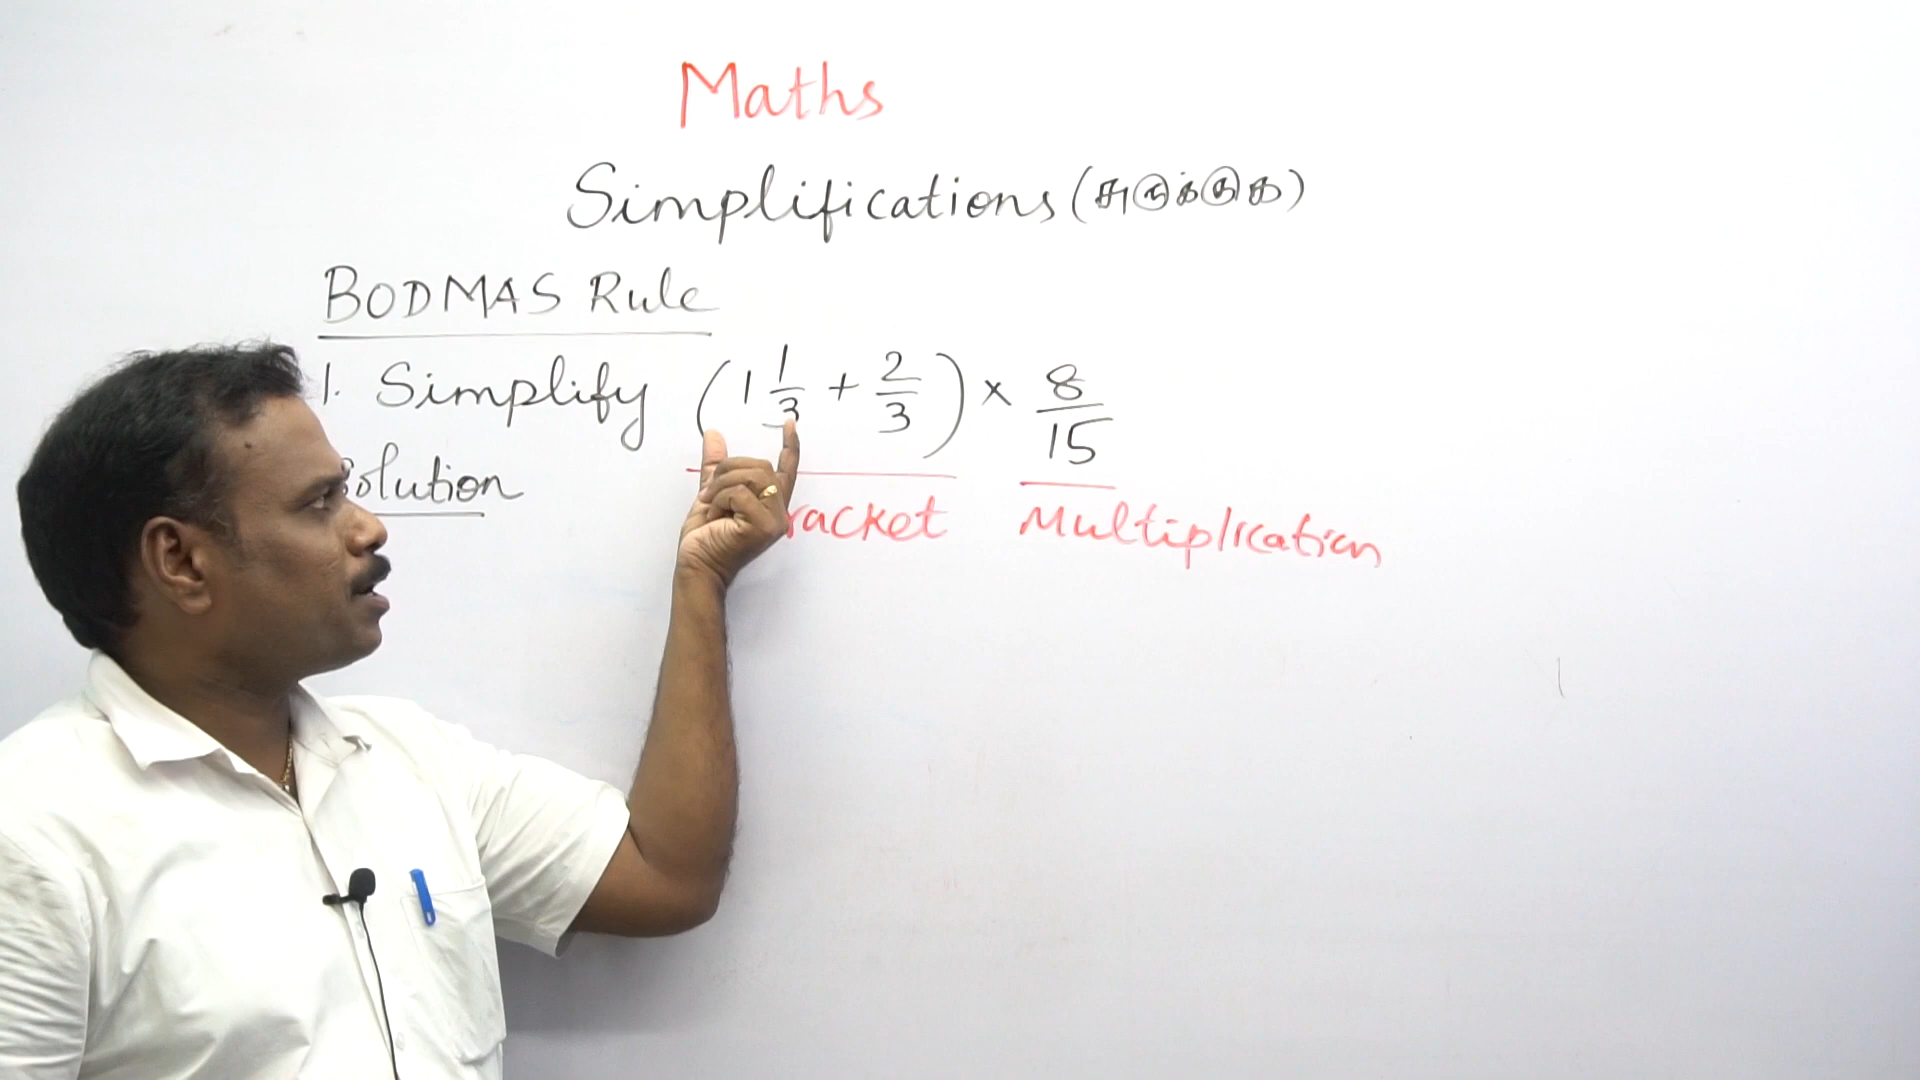 Maths
Simplifications (சுருக்குக)
BODMAS Rule
1. Simplify (1 1/3 + 2/3) × 8/15
Solution
racket Multiplication